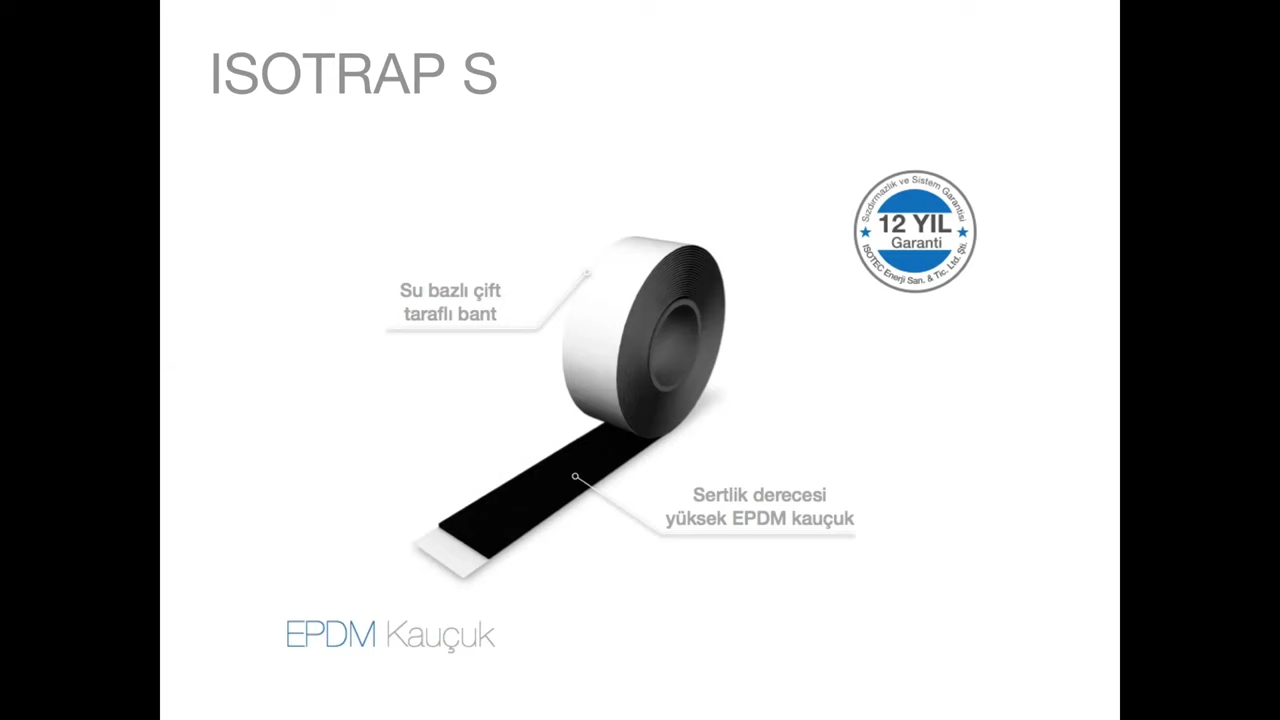 ISOTRAP S
Sızdırmazlık ve Sistem Garantisi
12 YIL
Garanti
ISOTEC Enerji San. & Tic. Ltd. Şti.
Su bazlı çift
taraflı bant
Sertlik derecesi
yüksek EPDM kauçuk
EPDM Kauçuk